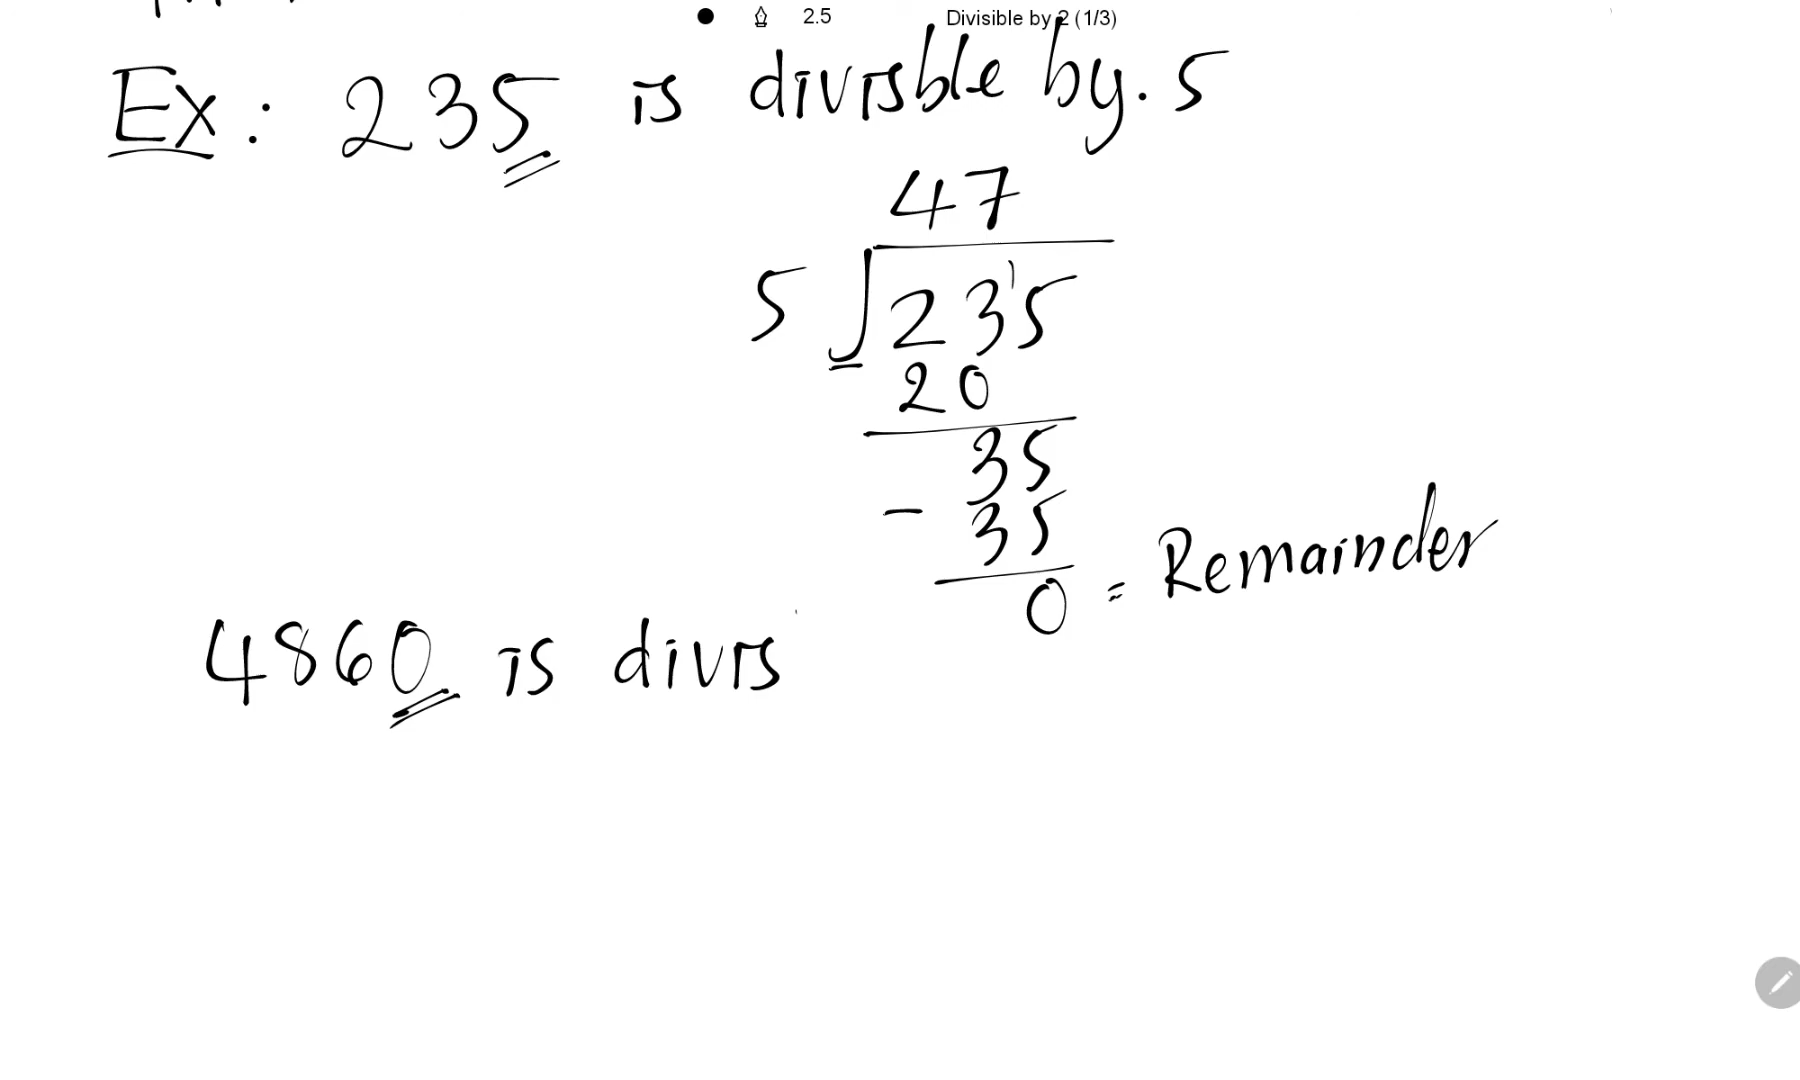 2.5 Divisible by 2 (1/3)
Ex: 235 is divisble by. 5
47
5 235
20
35
- 35
0 = Remainder
4860 is divis